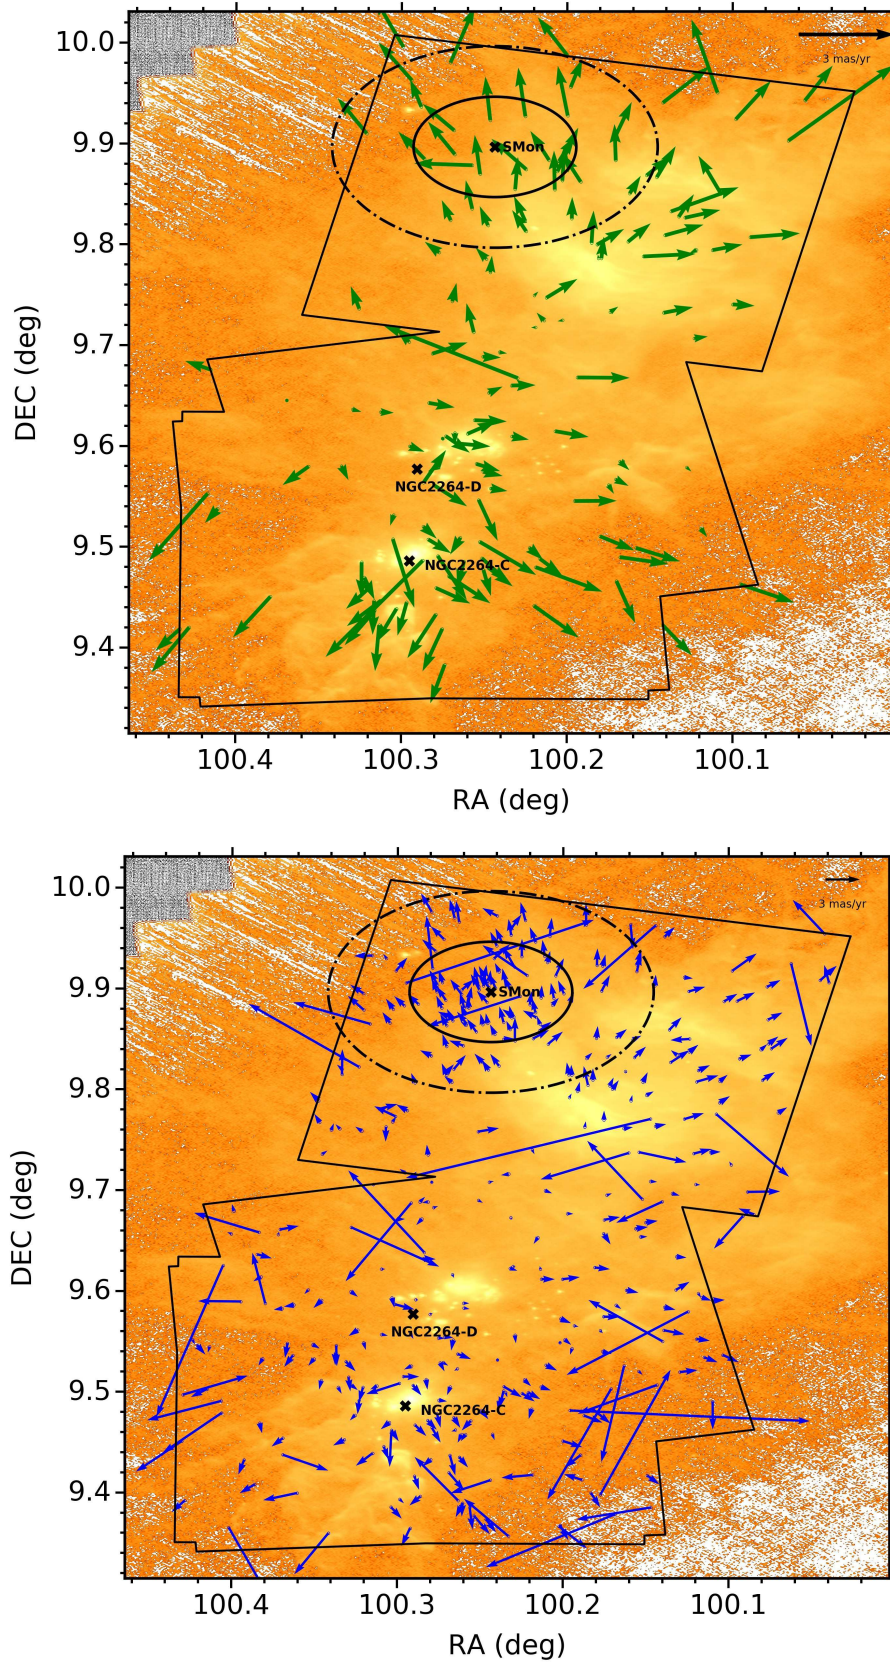 10.0
3 mas/yr
9.9
SMon
9.8
9.7
9.6
NGC2264-D
9.5
NGC2264-C
9.4
100.4 100.3 100.2 100.1
RA (deg)
DEC (deg)
10.0
3 mas/yr
9.9
SMon
9.8
9.7
9.6
NGC2264-D
9.5
NGC2264-C
9.4
100.4 100.3 100.2 100.1
RA (deg)
DEC (deg)